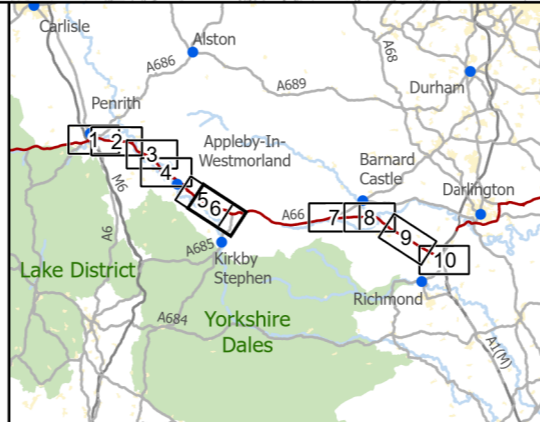 Carlisle
Alston
A686
A68
A689
Durham
Penrith
Appleby-In-
Westmorland
Barnard
Castle
Darlington
1
2
3
4
5
6
7
8
9
10
M6
A6
A66
A685
Kirkby
Stephen
Lake District
Richmond
A684
Yorkshire
Dales
A1(M)